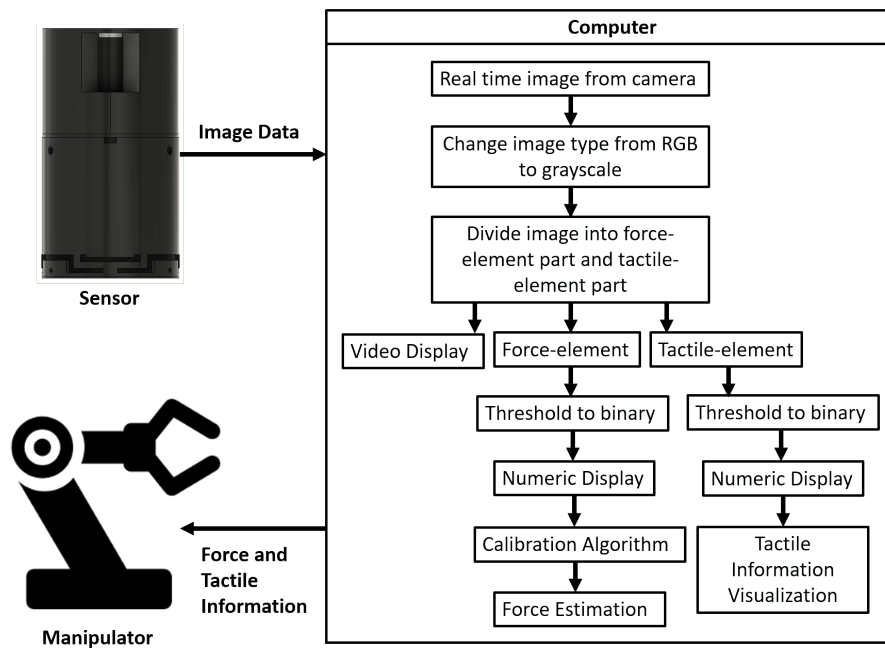 Computer
Real time image from camera
Image Data
Change image type from RGB
to grayscale
Divide image into force-
element part and tactile-
element part
Sensor
Video Display
Force-element
Tactile-element
Threshold to binary
Threshold to binary
Numeric Display
Numeric Display
Calibration Algorithm
Tactile
Information
Visualization
Force Estimation
Force and
Tactile
Information
Manipulator